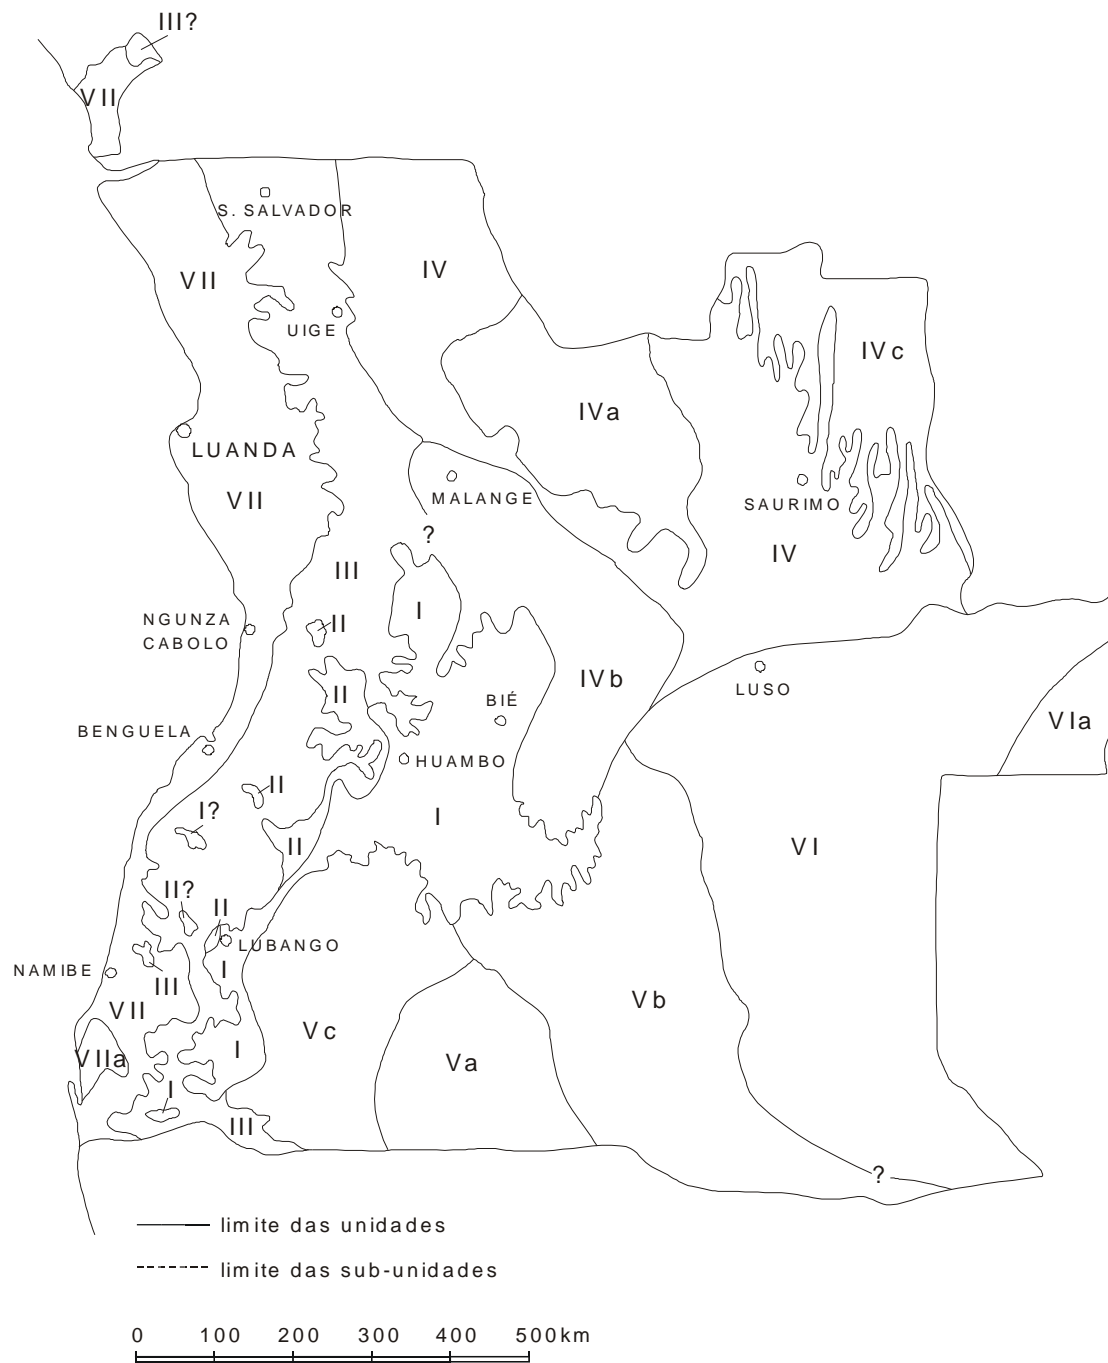 III?
VII
S. SALVADOR
VII
IV
UIGE
IVc
IVa
LUANDA
VII
MALANGE
SAURIMO
?
IV
III
I
NGUNZA
CABOLO
II
IVb
LUSO
II
BIÉ
VIa
BENGUELA
HUAMBO
II
I?
I
II
VI
II?
II
LUBANGO
NAMIBE
I
III
VII
Vb
Vc
I
VIIa
Va
I
III
?
limite das unidades
limite das sub-unidades
0 100 200 300 400 500km